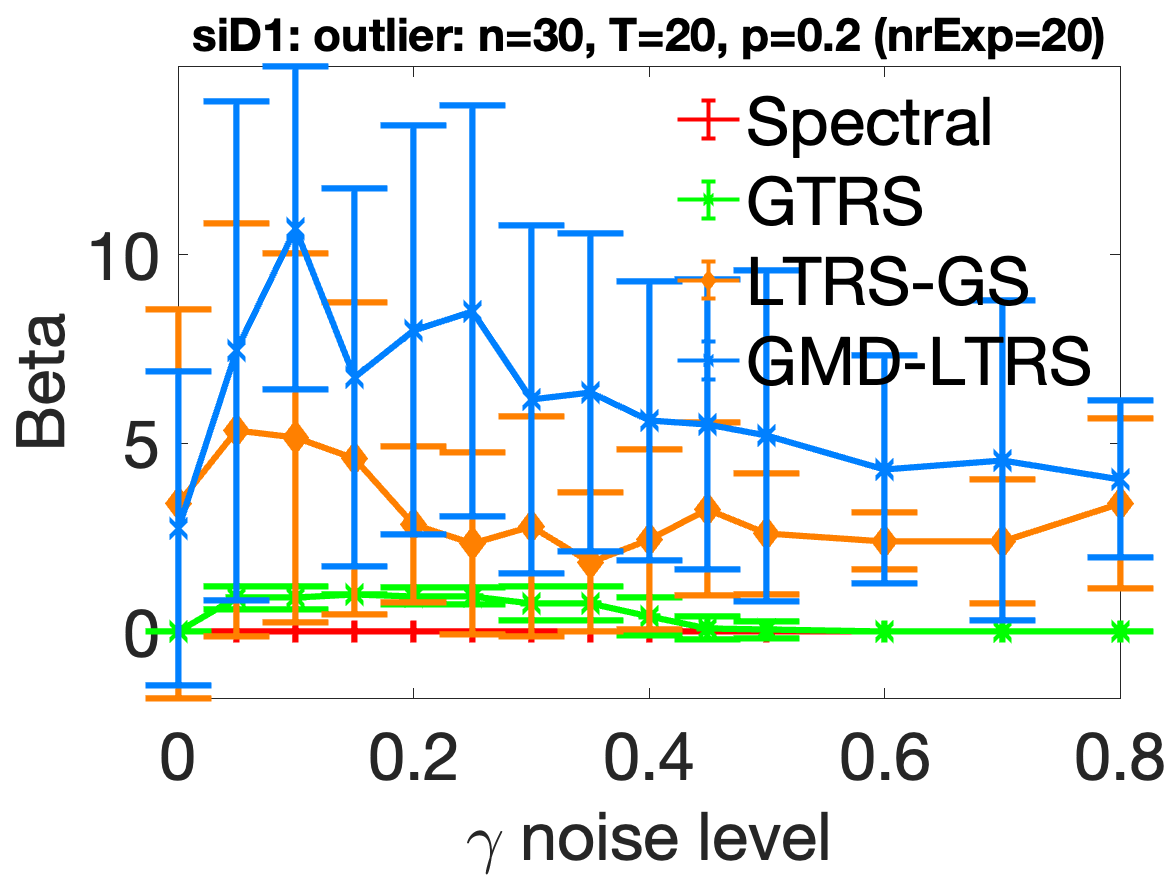 siD1: outlier: n=30, T=20, p=0.2 (nrExp=20)
Spectral
GTRS
LTRS-GS
GMD-LTRS
10
5
0
Beta
0 0.2 0.4 0.6 0.8
γ noise level